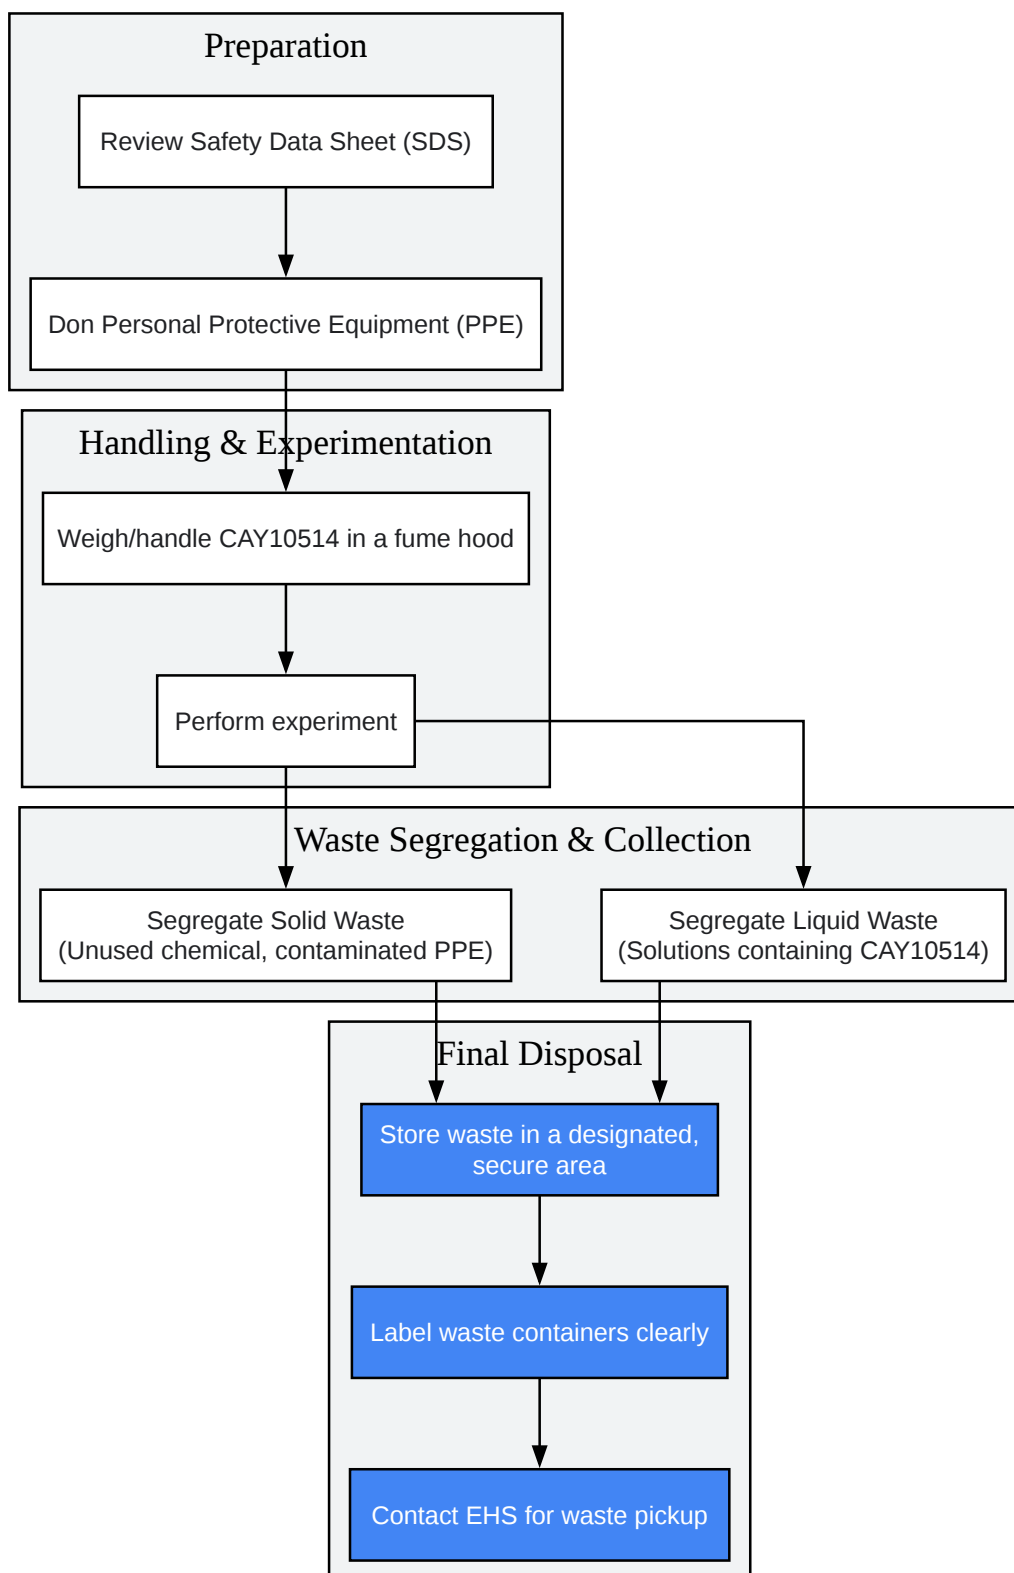 Preparation
Review Safety Data Sheet (SDS)
Don Personal Protective Equipment (PPE)
Handling & Experimentation
Weigh/handle CAY10514 in a fume hood
Perform experiment
Waste Segregation & Collection
Segregate Solid Waste
(Unused chemical, contaminated PPE)
Segregate Liquid Waste
(Solutions containing CAY10514)
Final Disposal
Store waste in a designated,
secure area
Label waste containers clearly
Contact EHS for waste pickup